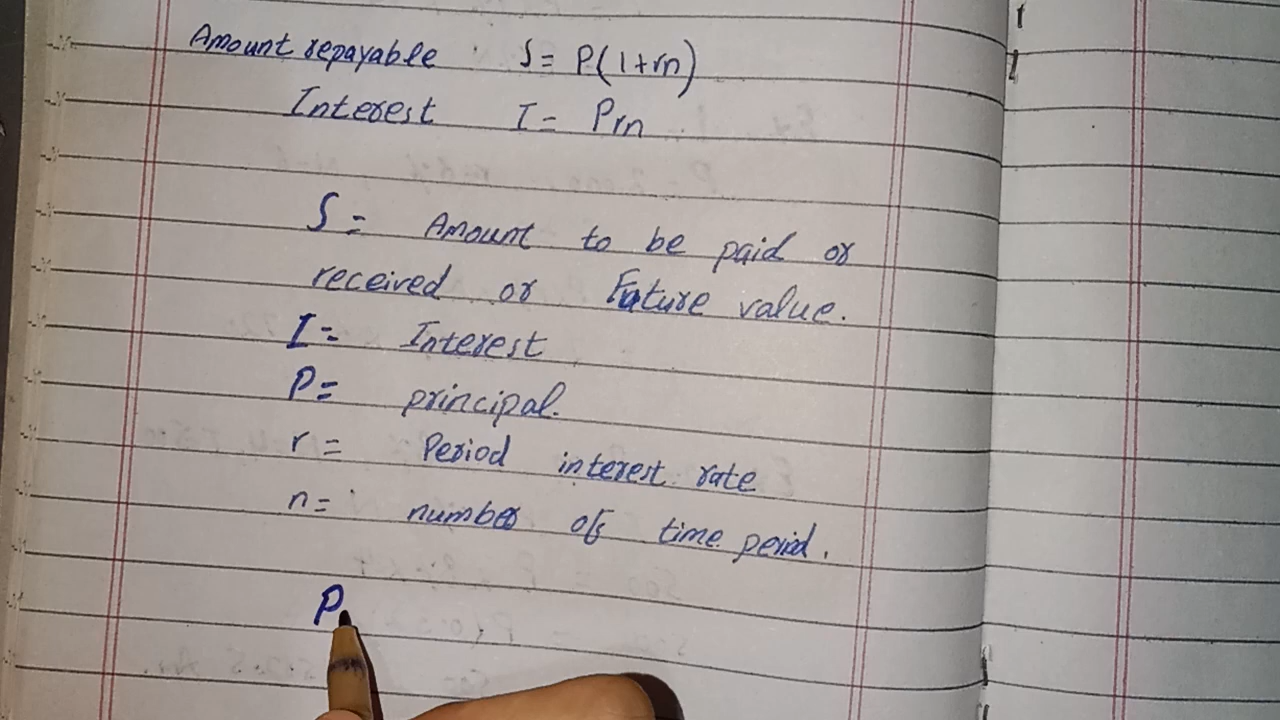 Amount repayable S = P(1+rn)
Interest I = Prn
S = Amount to be paid or
received or Future value.
I = Interest
P = principal.
r = Period interest rate
n = number of time period.
P